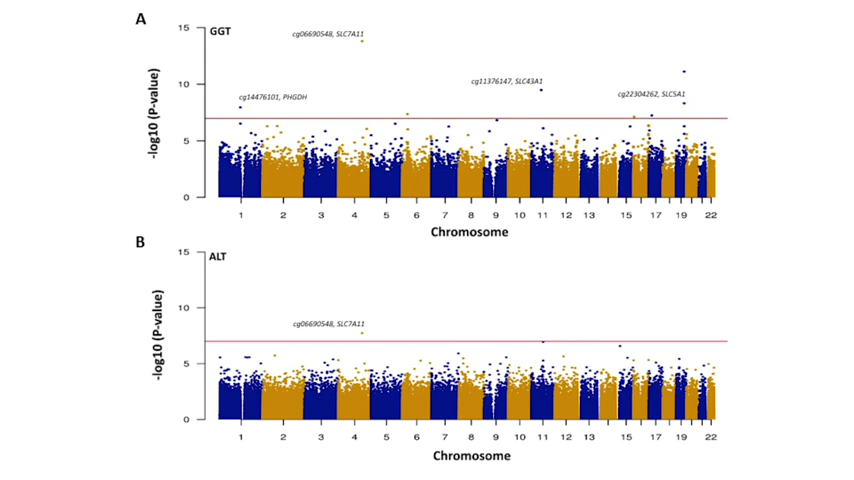 A
GGT
cg06690548, SLC7A11
cg11376147, SLC43A1
cg14476101, PHGDH
cg22304262, SLC5A1
-log10 (P-value)
15
10
5
0
1 2 3 4 5 6 7 8 9 10 11 12 13 15 17 19 22
Chromosome
B
ALT
cg06690548, SLC7A11
-log10 (P-value)
15
10
5
0
1 2 3 4 5 6 7 8 9 10 11 12 13 15 17 19 22
Chromosome